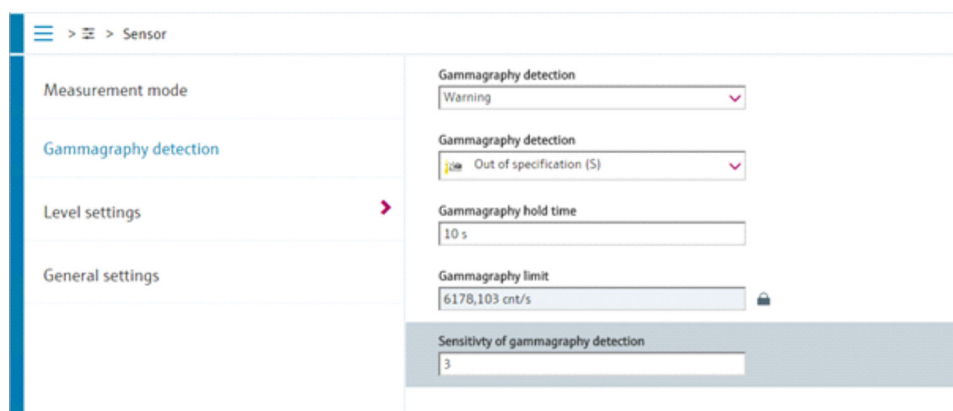 > > Sensor
Measurement mode
Gammagraphy detection
Level settings
General settings
Gammagraphy detection
Warning
Gammagraphy detection
Out of specification (S)
Gammagraphy hold time
10 s
Gammagraphy limit
6178,103 cnt/s
Sensitivty of gammagraphy detection
3